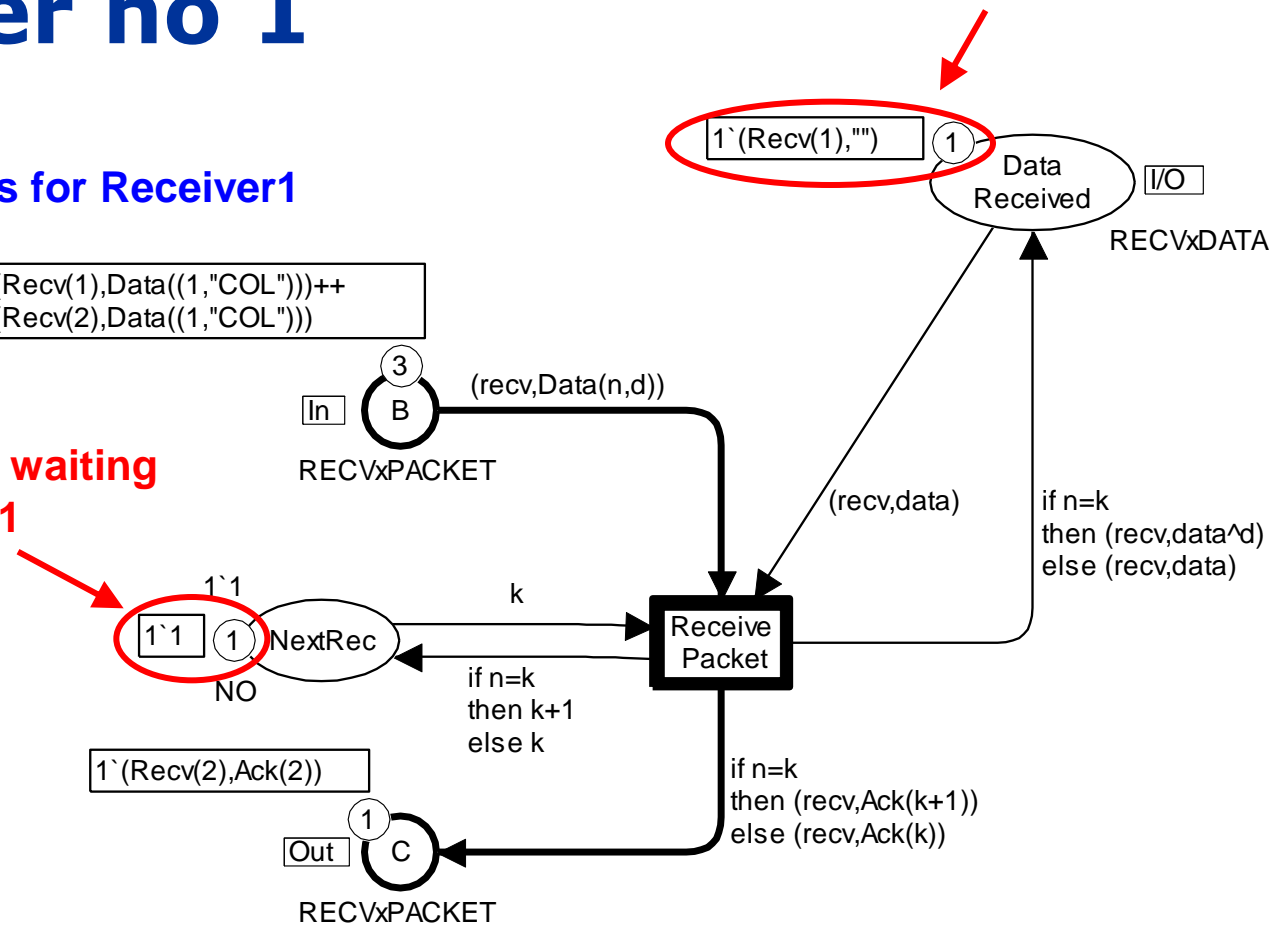 er no 1
1`(Recv(1),"")
1
Data
Received
I/O
RECVxDATA
s for Receiver1
(Recv(1),Data((1,"COL")))++
(Recv(2),Data((1,"COL")))
3
B
In
RECVxPACKET
(recv,Data(n,d))
waiting
1
(recv,data)
if n=k
then (recv,data^d)
else (recv,data)
1`1
1`1
1
NextRec
NO
k
if n=k
then k+1
else k
Receive
Packet
1`(Recv(2),Ack(2))
1
C
Out
RECVxPACKET
if n=k
then (recv,Ack(k+1))
else (recv,Ack(k))